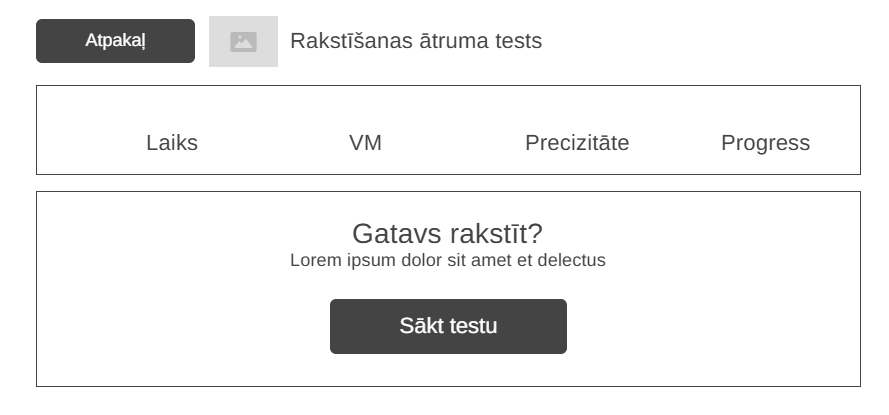 Atpakaļ
Rakstīšanas ātruma tests
Laiks VM Precizitāte Progress
Gatavs rakstīt?
Lorem ipsum dolor sit amet et delectus
Sākt testu